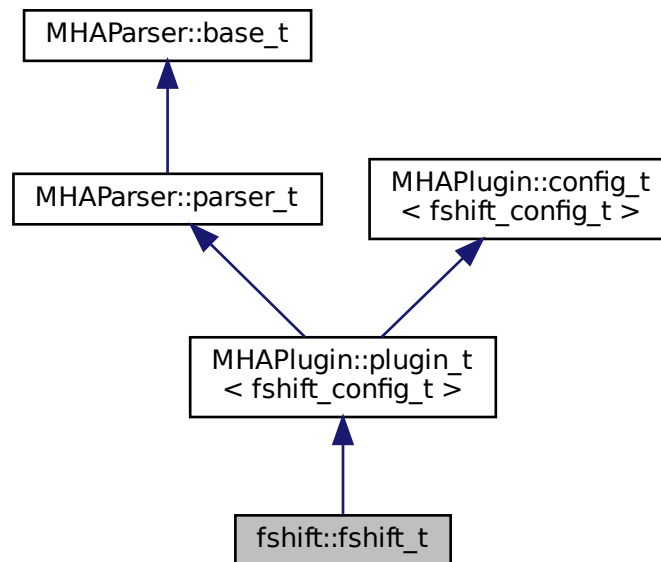 MHAParser::base_t
MHAParser::parser_t
MHAPlugin::config_t
< fshift_config_t >
MHAPlugin::plugin_t
< fshift_config_t >
fshift::fshift_t